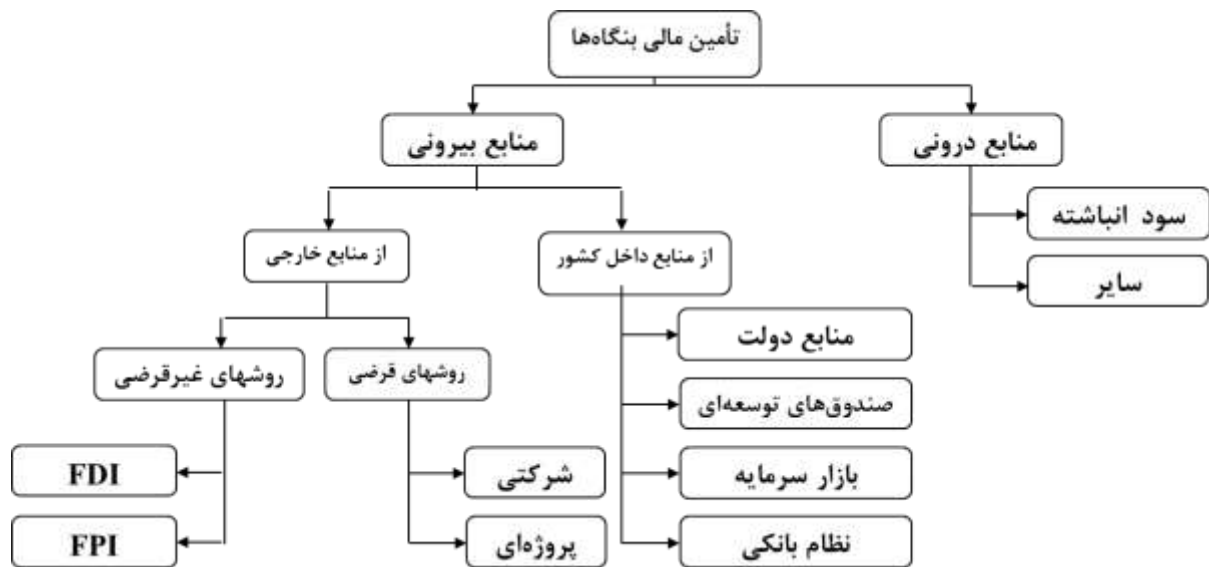 تأمین مالی بنگاه‌ها
منابع درونی
منابع بیرونی
سود انباشته
سایر
از منابع داخل کشور
از منابع خارجی
منابع دولت
صندوق‌های توسعه‌ای
بازار سرمایه
نظام بانکی
روشهای قرضی
روشهای غیرقرضی
شرکتی
پروژه‌ای
FDI
FPI